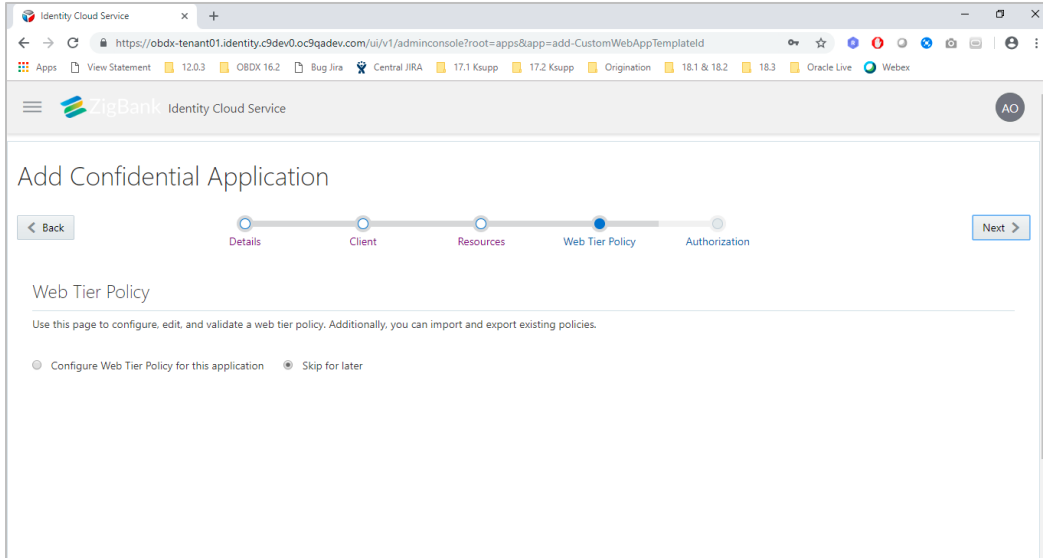 Identity Cloud Service
https://obdx-tenant01.identity.c9dev0.oc9qadev.com/ui/v1/adminconsole?root=apps&app=add-CustomWebAppTemplateId
Apps View Statement 12.0.3 OBDX 16.2 Bug Jira Central JIRA 17.1 Ksupp 17.2 Ksupp Origination 18.1 & 18.2 18.3 Oracle Live Webex
ZigBank Identity Cloud Service AO
Add Confidential Application
Back Next
Details Client Resources Web Tier Policy Authorization
Web Tier Policy
Use this page to configure, edit, and validate a web tier policy. Additionally, you can import and export existing policies.
Configure Web Tier Policy for this application Skip for later